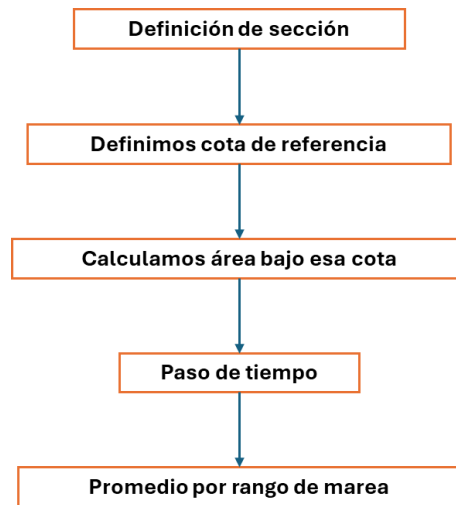 Definición de sección
Definimos cota de referencia
Calculamos área bajo esa cota
Paso de tiempo
Promedio por rango de marea